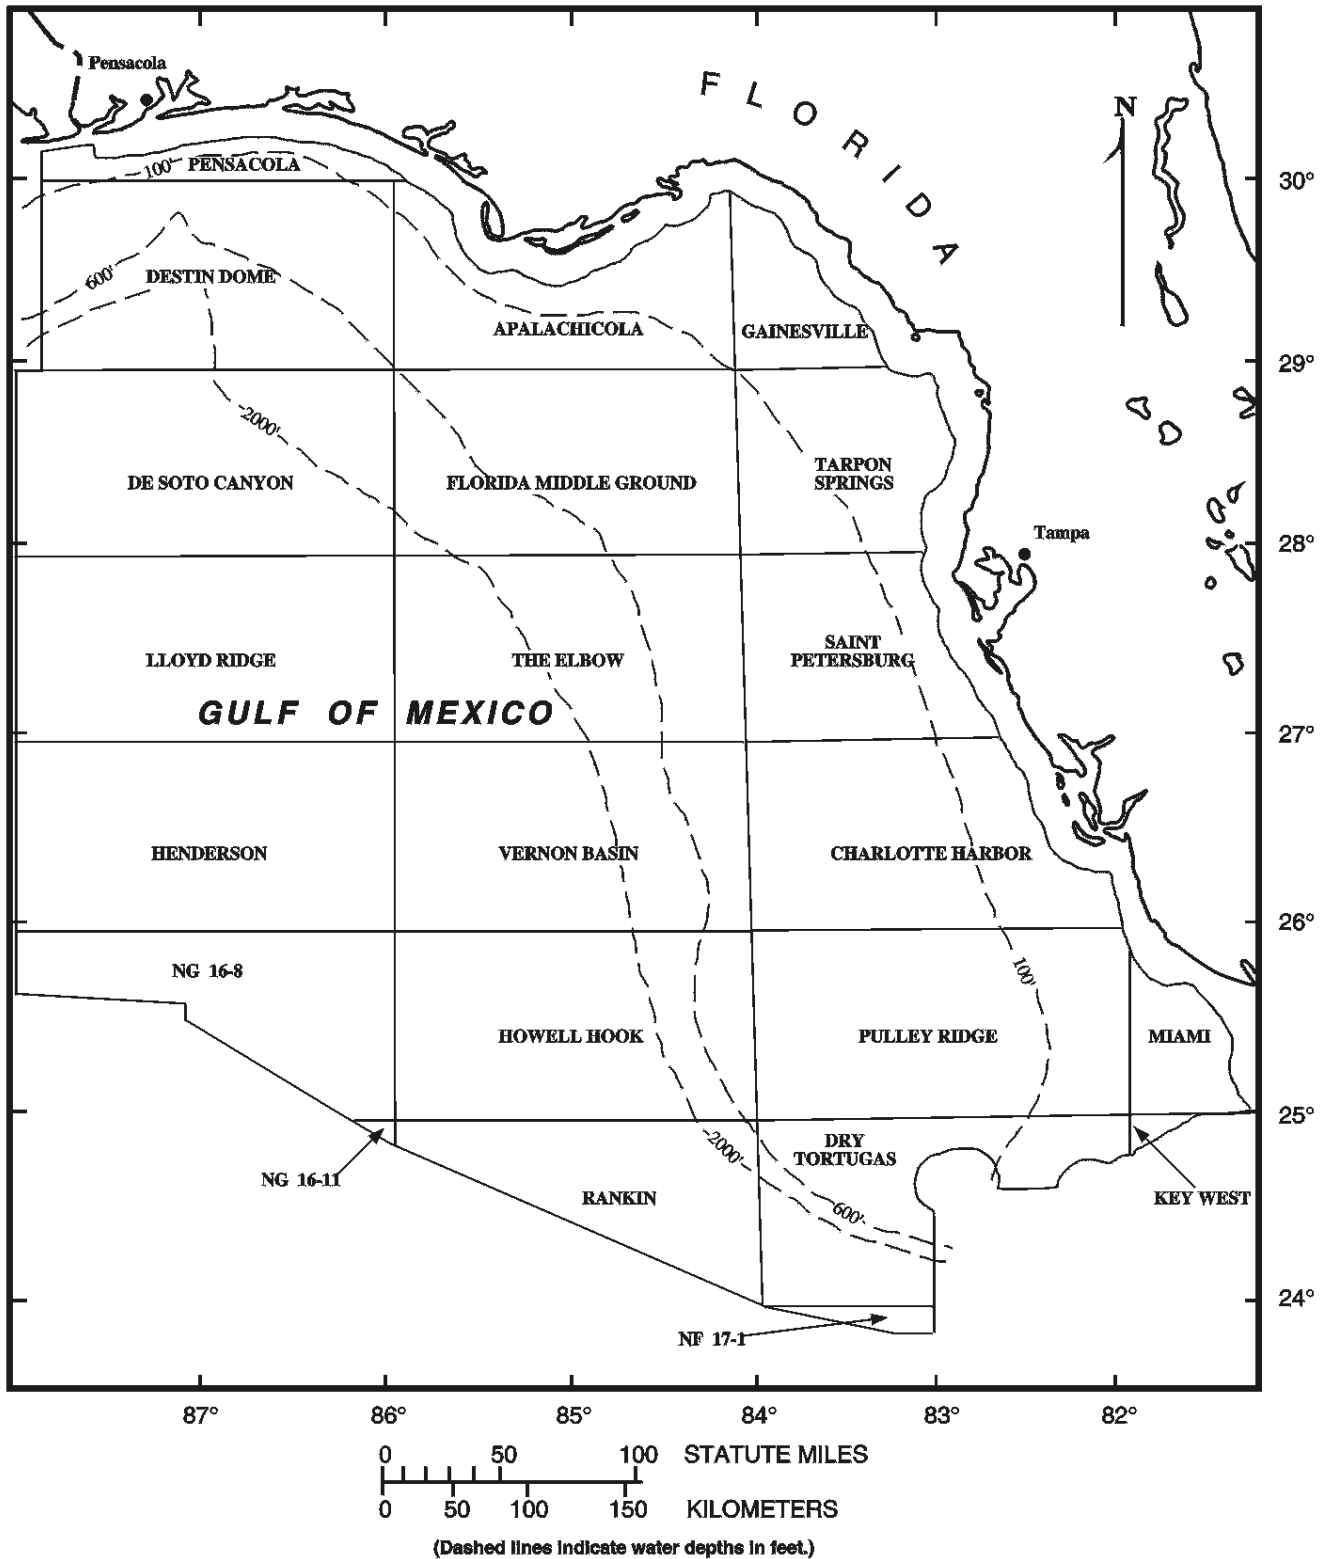 Pensacola
FLORIDA
N
100'
PENSACOLA
30°
600'
DESTIN DOME
APALACHICOLA
GAINESVILLE
29°
-2000'
DE SOTO CANYON
FLORIDA MIDDLE GROUND
TARPON
SPRINGS
Tampa
28°
LLOYD RIDGE
THE ELBOW
SAINT
PETERSBURG
GULF OF MEXICO
27°
HENDERSON
VERNON BASIN
CHARLOTTE HARBOR
26°
NG 16-8
100'
HOWELL HOOK
PULLEY RIDGE
MIAMI
25°
-2000'
DRY
TORTUGAS
NG 16-11
RANKIN
KEY WEST
600'
24°
NF 17-1
87° 86° 85° 84° 83° 82°
0 50 100 STATUTE MILES
0 50 100 150 KILOMETERS
(Dashed lines indicate water depths in feet.)